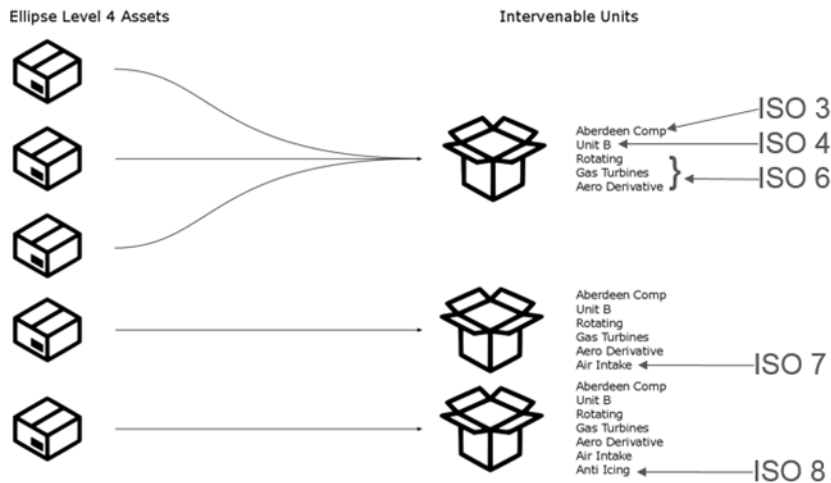 Ellipse Level 4 Assets
Intervenable Units
Aberdeen Comp
Unit B
Rotating
Gas Turbines
Aero Derivative
}
ISO 3
ISO 4
ISO 6
Aberdeen Comp
Unit B
Rotating
Gas Turbines
Aero Derivative
Air Intake
ISO 7
Aberdeen Comp
Unit B
Rotating
Gas Turbines
Aero Derivative
Air Intake
Anti Icing
ISO 8